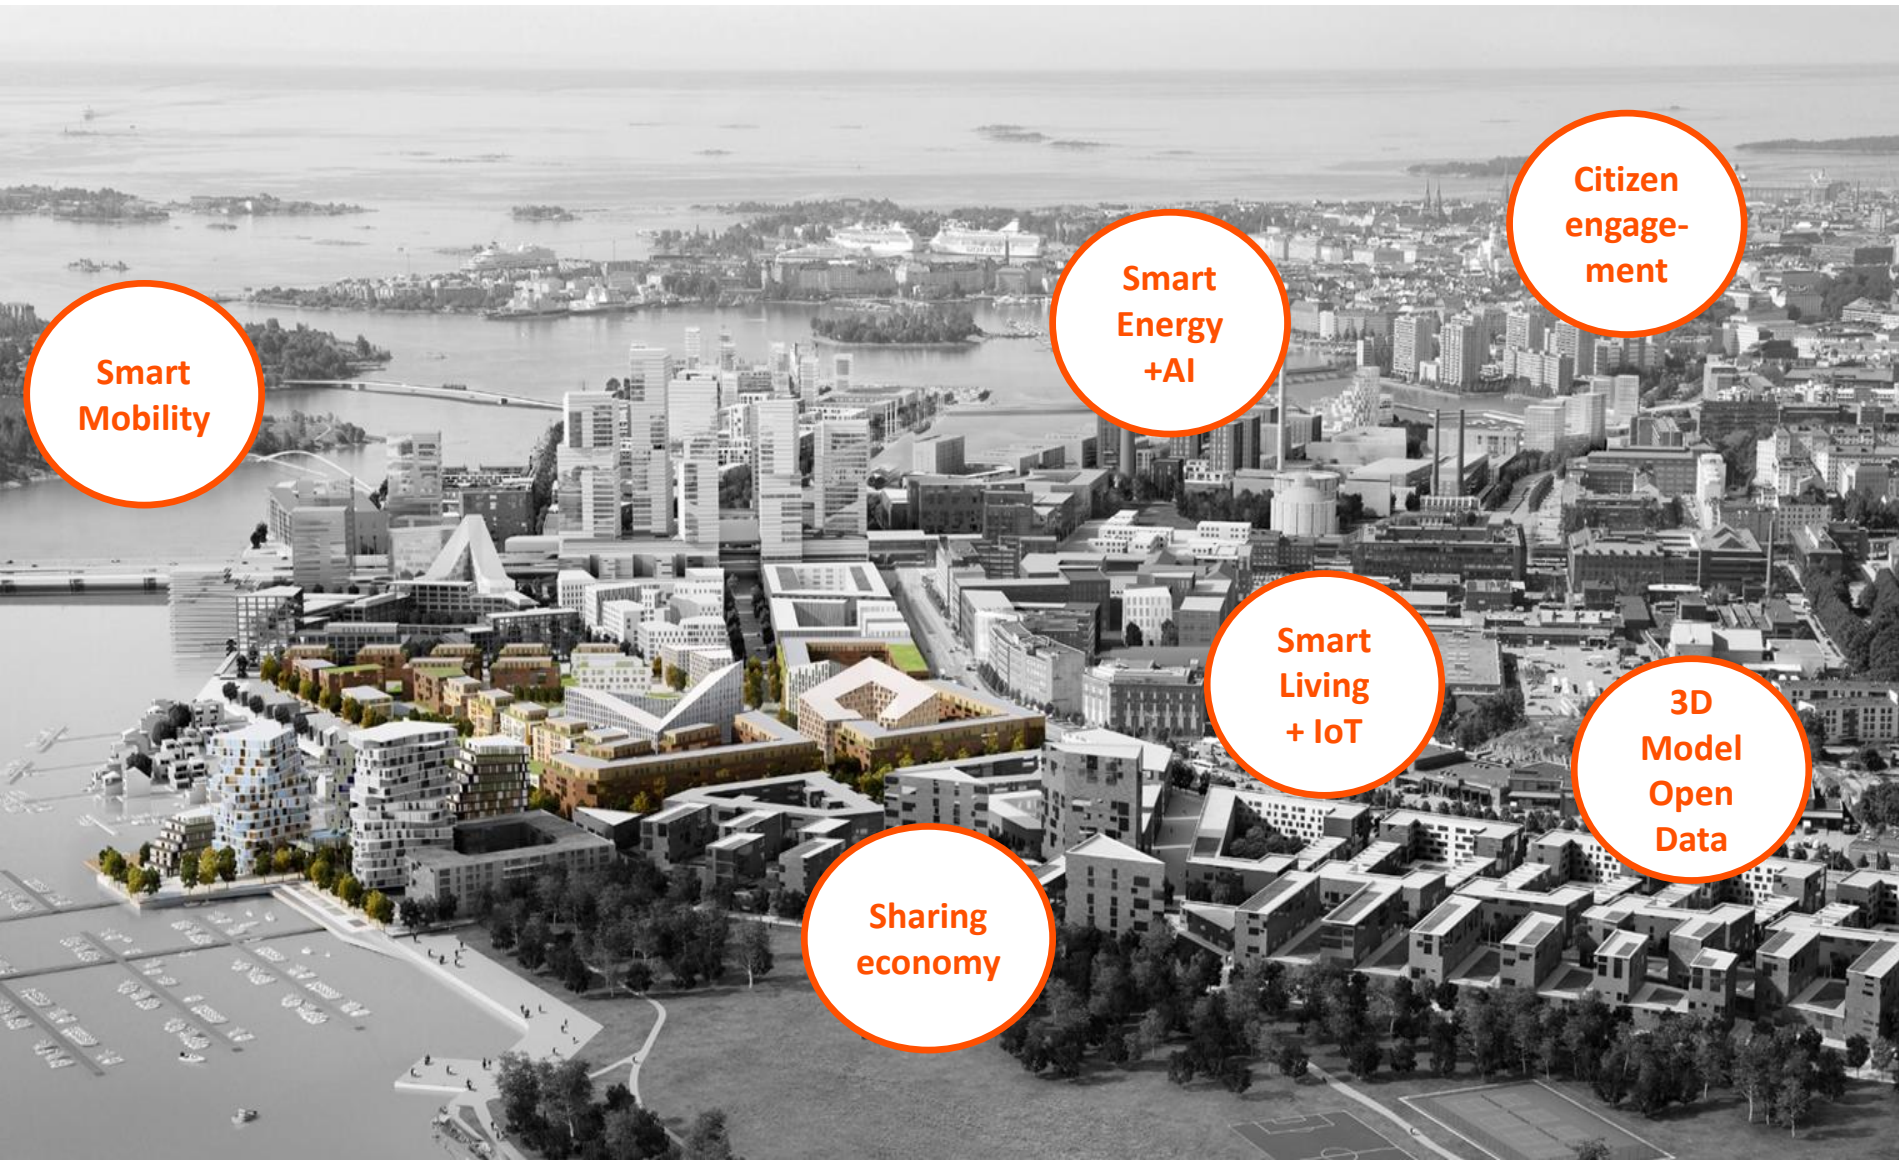 Citizen
engage-
ment
Smart
Energy
+AI
Smart
Mobility
Smart
Living
+ IoT
3D
Model
Open
Data
Sharing
economy